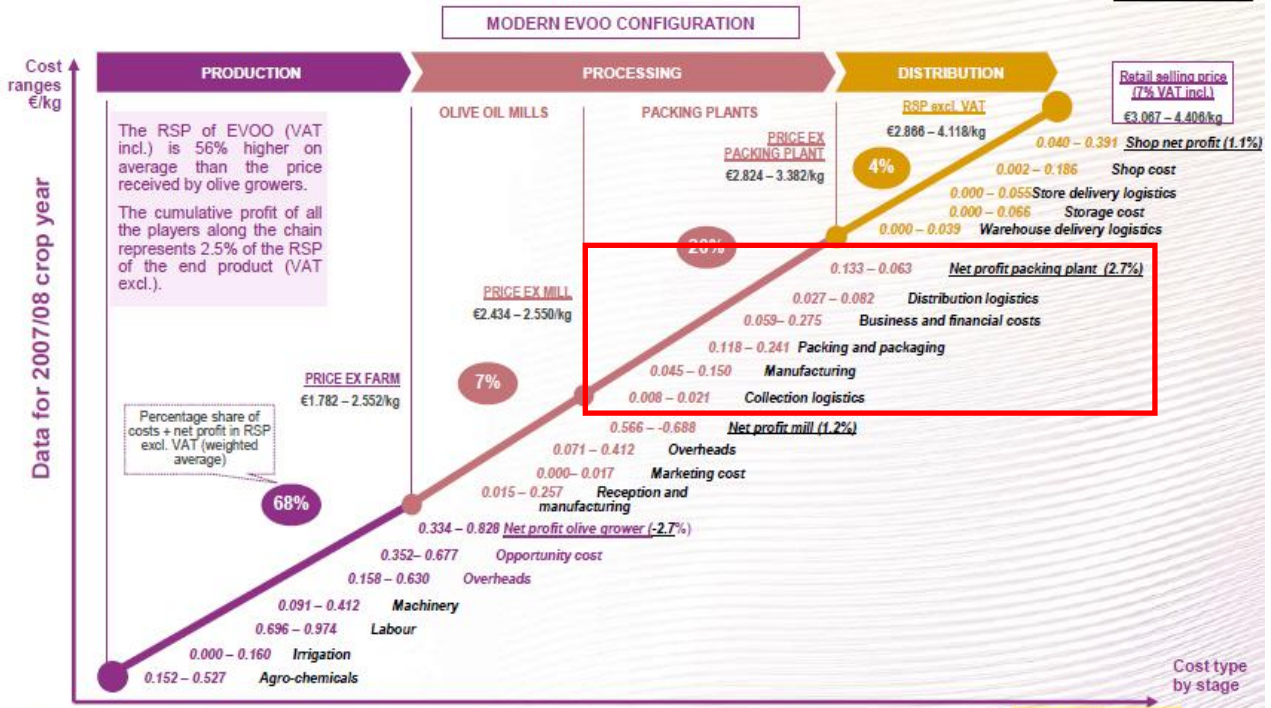 MODERN EVOO CONFIGURATION
Cost
ranges
€/kg
PRODUCTION
PROCESSING
DISTRIBUTION
Retail selling price
(7% VAT incl.)
€3.067 – 4.406/kg
OLIVE OIL MILLS
PACKING PLANTS
RSP excl. VAT
€2.866 – 4.118/kg
The RSP of EVOO (VAT
incl.) is 56% higher on
average than the price
received by olive growers.
The cumulative profit of all
the players along the chain
represents 2.5% of the RSP
of the end product (VAT
excl.).
PRICE EX
PACKING PLANT
€2.824 – 3.382/kg
4%
0.040 – 0.391 Shop net profit (1.1%)
0.002 – 0.186 Shop cost
0.000 – 0.055 Store delivery logistics
0.000 – 0.066 Storage cost
0.000 – 0.039 Warehouse delivery logistics
Data for 2007/08 crop year
0.133 – 0.063 Net profit packing plant (2.7%)
PRICE EX MILL
€2.434 – 2.550/kg
0.027 – 0.082 Distribution logistics
0.059– 0.275 Business and financial costs
0.118 – 0.241 Packing and packaging
0.045 – 0.150 Manufacturing
0.008 – 0.021 Collection logistics
PRICE EX FARM
€1.782 – 2.552/kg
7%
Percentage share of
costs + net profit in RSP
excl. VAT (weighted
average)
0.566 – -0.688 Net profit mill (1.2%)
0.071 – 0.412 Overheads
0.000– 0.017 Marketing cost
0.015 – 0.257 Reception and
manufacturing
68%
0.334 – 0.828 Net profit olive grower (-2.7%)
0.352– 0.677 Opportunity cost
0.158 – 0.630 Overheads
0.091 – 0.412 Machinery
0.696 – 0.974 Labour
0.000 – 0.160 Irrigation
0.152 – 0.527 Agro-chemicals
Cost type
by stage